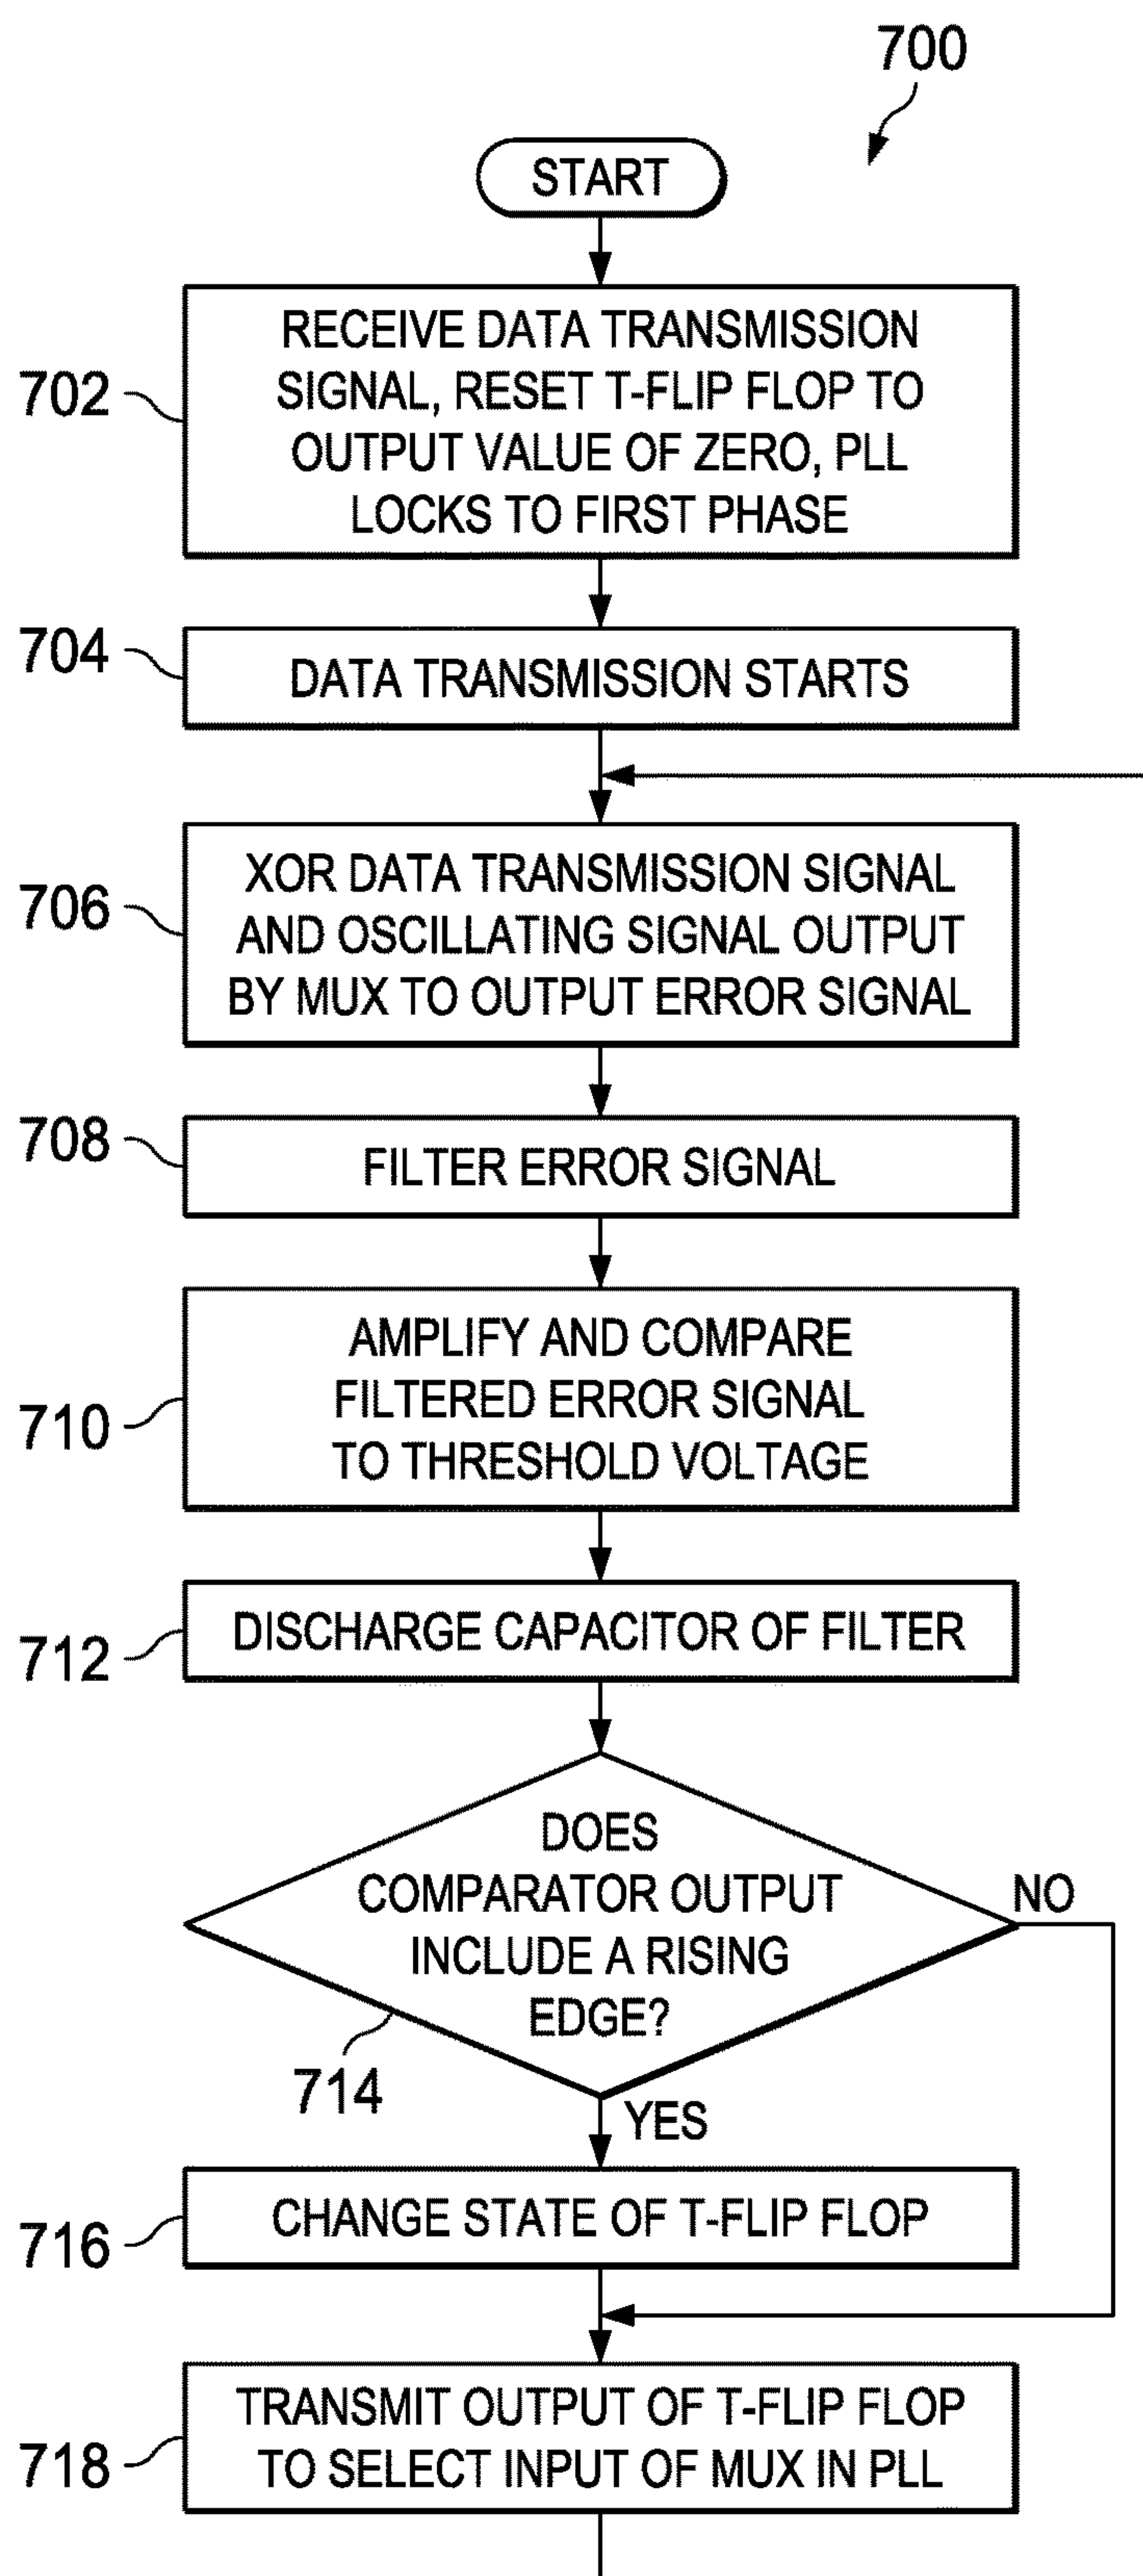 700
START
702
RECEIVE DATA TRANSMISSION
SIGNAL, RESET T-FLIP FLOP TO
OUTPUT VALUE OF ZERO, PLL
LOCKS TO FIRST PHASE
704
DATA TRANSMISSION STARTS
706
XOR DATA TRANSMISSION SIGNAL
AND OSCILLATING SIGNAL OUTPUT
BY MUX TO OUTPUT ERROR SIGNAL
708
FILTER ERROR SIGNAL
710
AMPLIFY AND COMPARE
FILTERED ERROR SIGNAL
TO THRESHOLD VOLTAGE
712
DISCHARGE CAPACITOR OF FILTER
DOES
COMPARATOR OUTPUT
INCLUDE A RISING
EDGE?
NO
714
YES
716
CHANGE STATE OF T-FLIP FLOP
718
TRANSMIT OUTPUT OF T-FLIP FLOP
TO SELECT INPUT OF MUX IN PLL